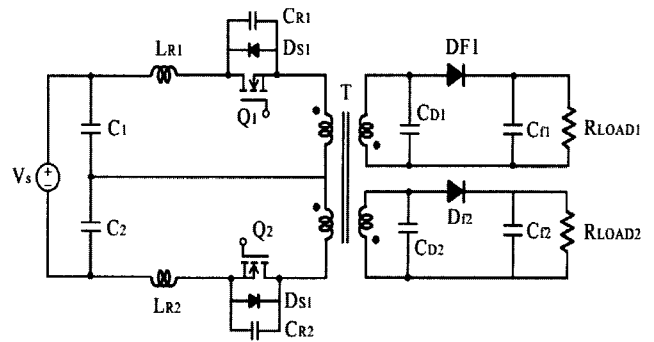 CR1
LR1
DS1
DF1
T
Q1
C1
CD1
Cf1
RLOAD1
Vs
+
−
C2
Q2
Df2
CD2
Cf2
RLOAD2
DS1
LR2
CR2